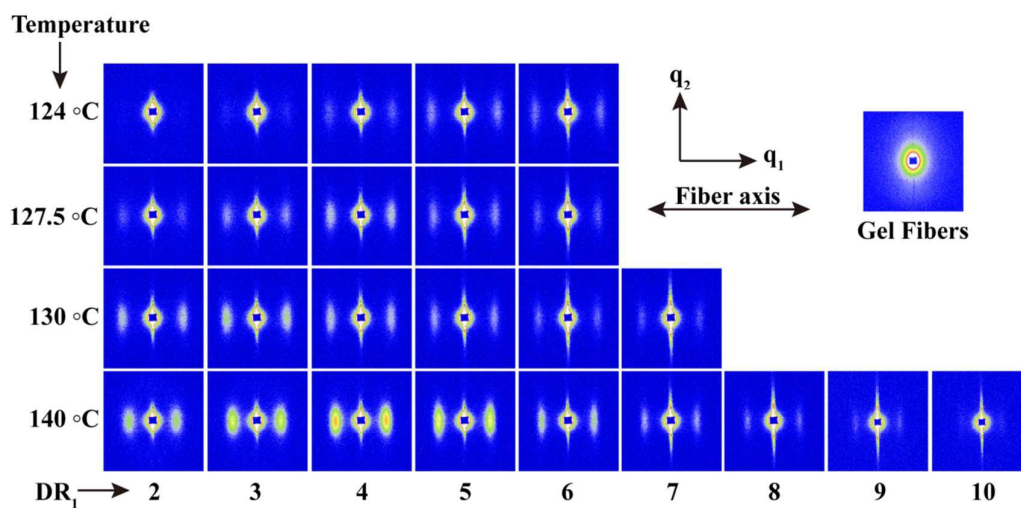 Temperature
124 °C
127.5 °C
130 °C
140 °C
DR₁
2 3 4 5 6 7 8 9 10
q₂
q₁
Fiber axis
Gel Fibers